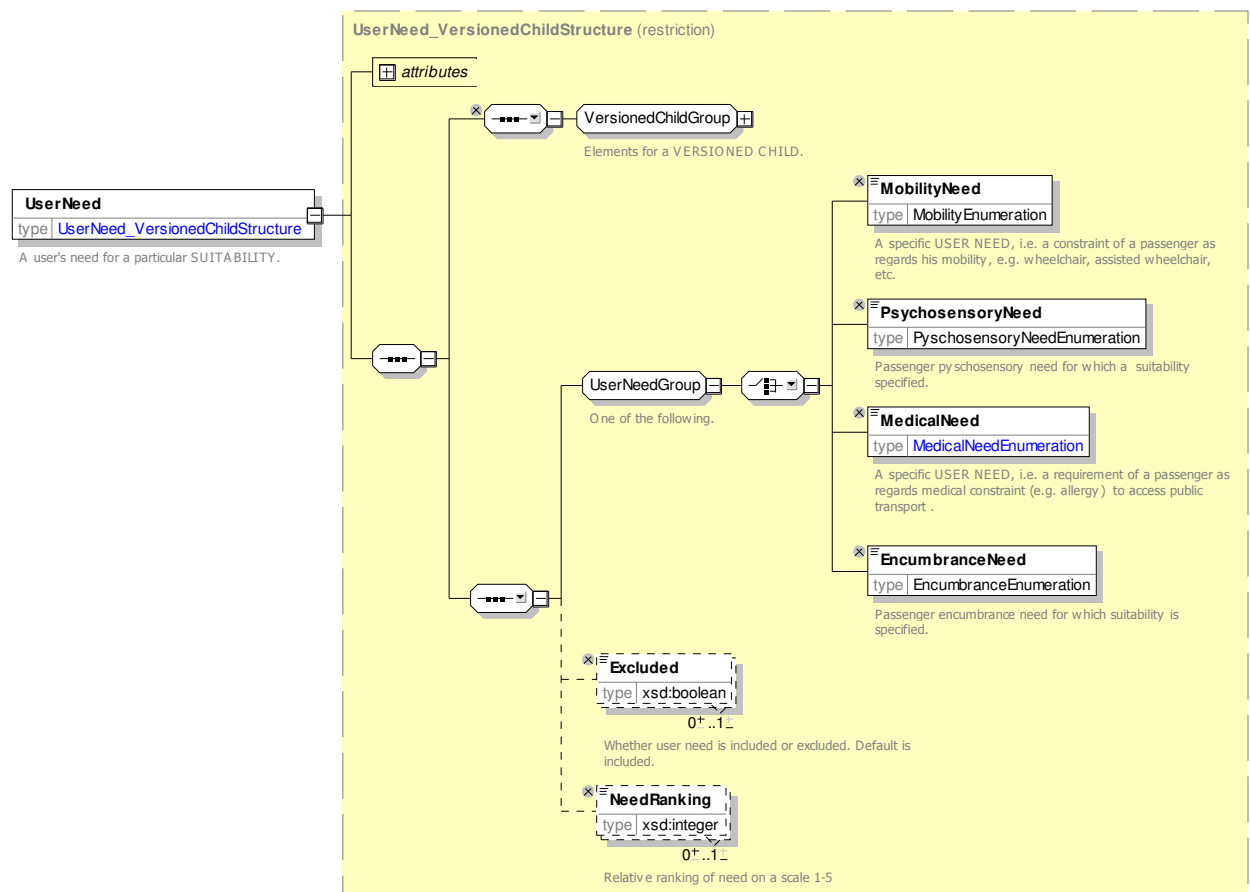 UserNeed_VersionedChildStructure (restriction)
attributes
VersionedChildGroup
Elements for a VERSIONED CHILD.
UserNeed
type UserNeed_VersionedChildStructure
A user's need for a particular SUITABILITY.
MobilityNeed
type MobilityEnumeration
A specific USER NEED, i.e. a constraint of a passenger as
regards his mobility, e.g. wheelchair, assisted wheelchair,
etc.
PsychosensoryNeed
type PyschosensoryNeedEnumeration
Passenger pyschosensory need for which a suitability
specified.
UserNeedGroup
One of the following.
MedicalNeed
type MedicalNeedEnumeration
A specific USER NEED, i.e. a requirement of a passenger as
regards medical constraint (e.g. allergy) to access public
transport .
EncumbranceNeed
type EncumbranceEnumeration
Passenger encumbrance need for which suitability is
specified.
Excluded
type xsd:boolean
0±..1±
Whether user need is included or excluded. Default is
included.
NeedRanking
type xsd:integer
0±..1±
Relative ranking of need on a scale 1-5